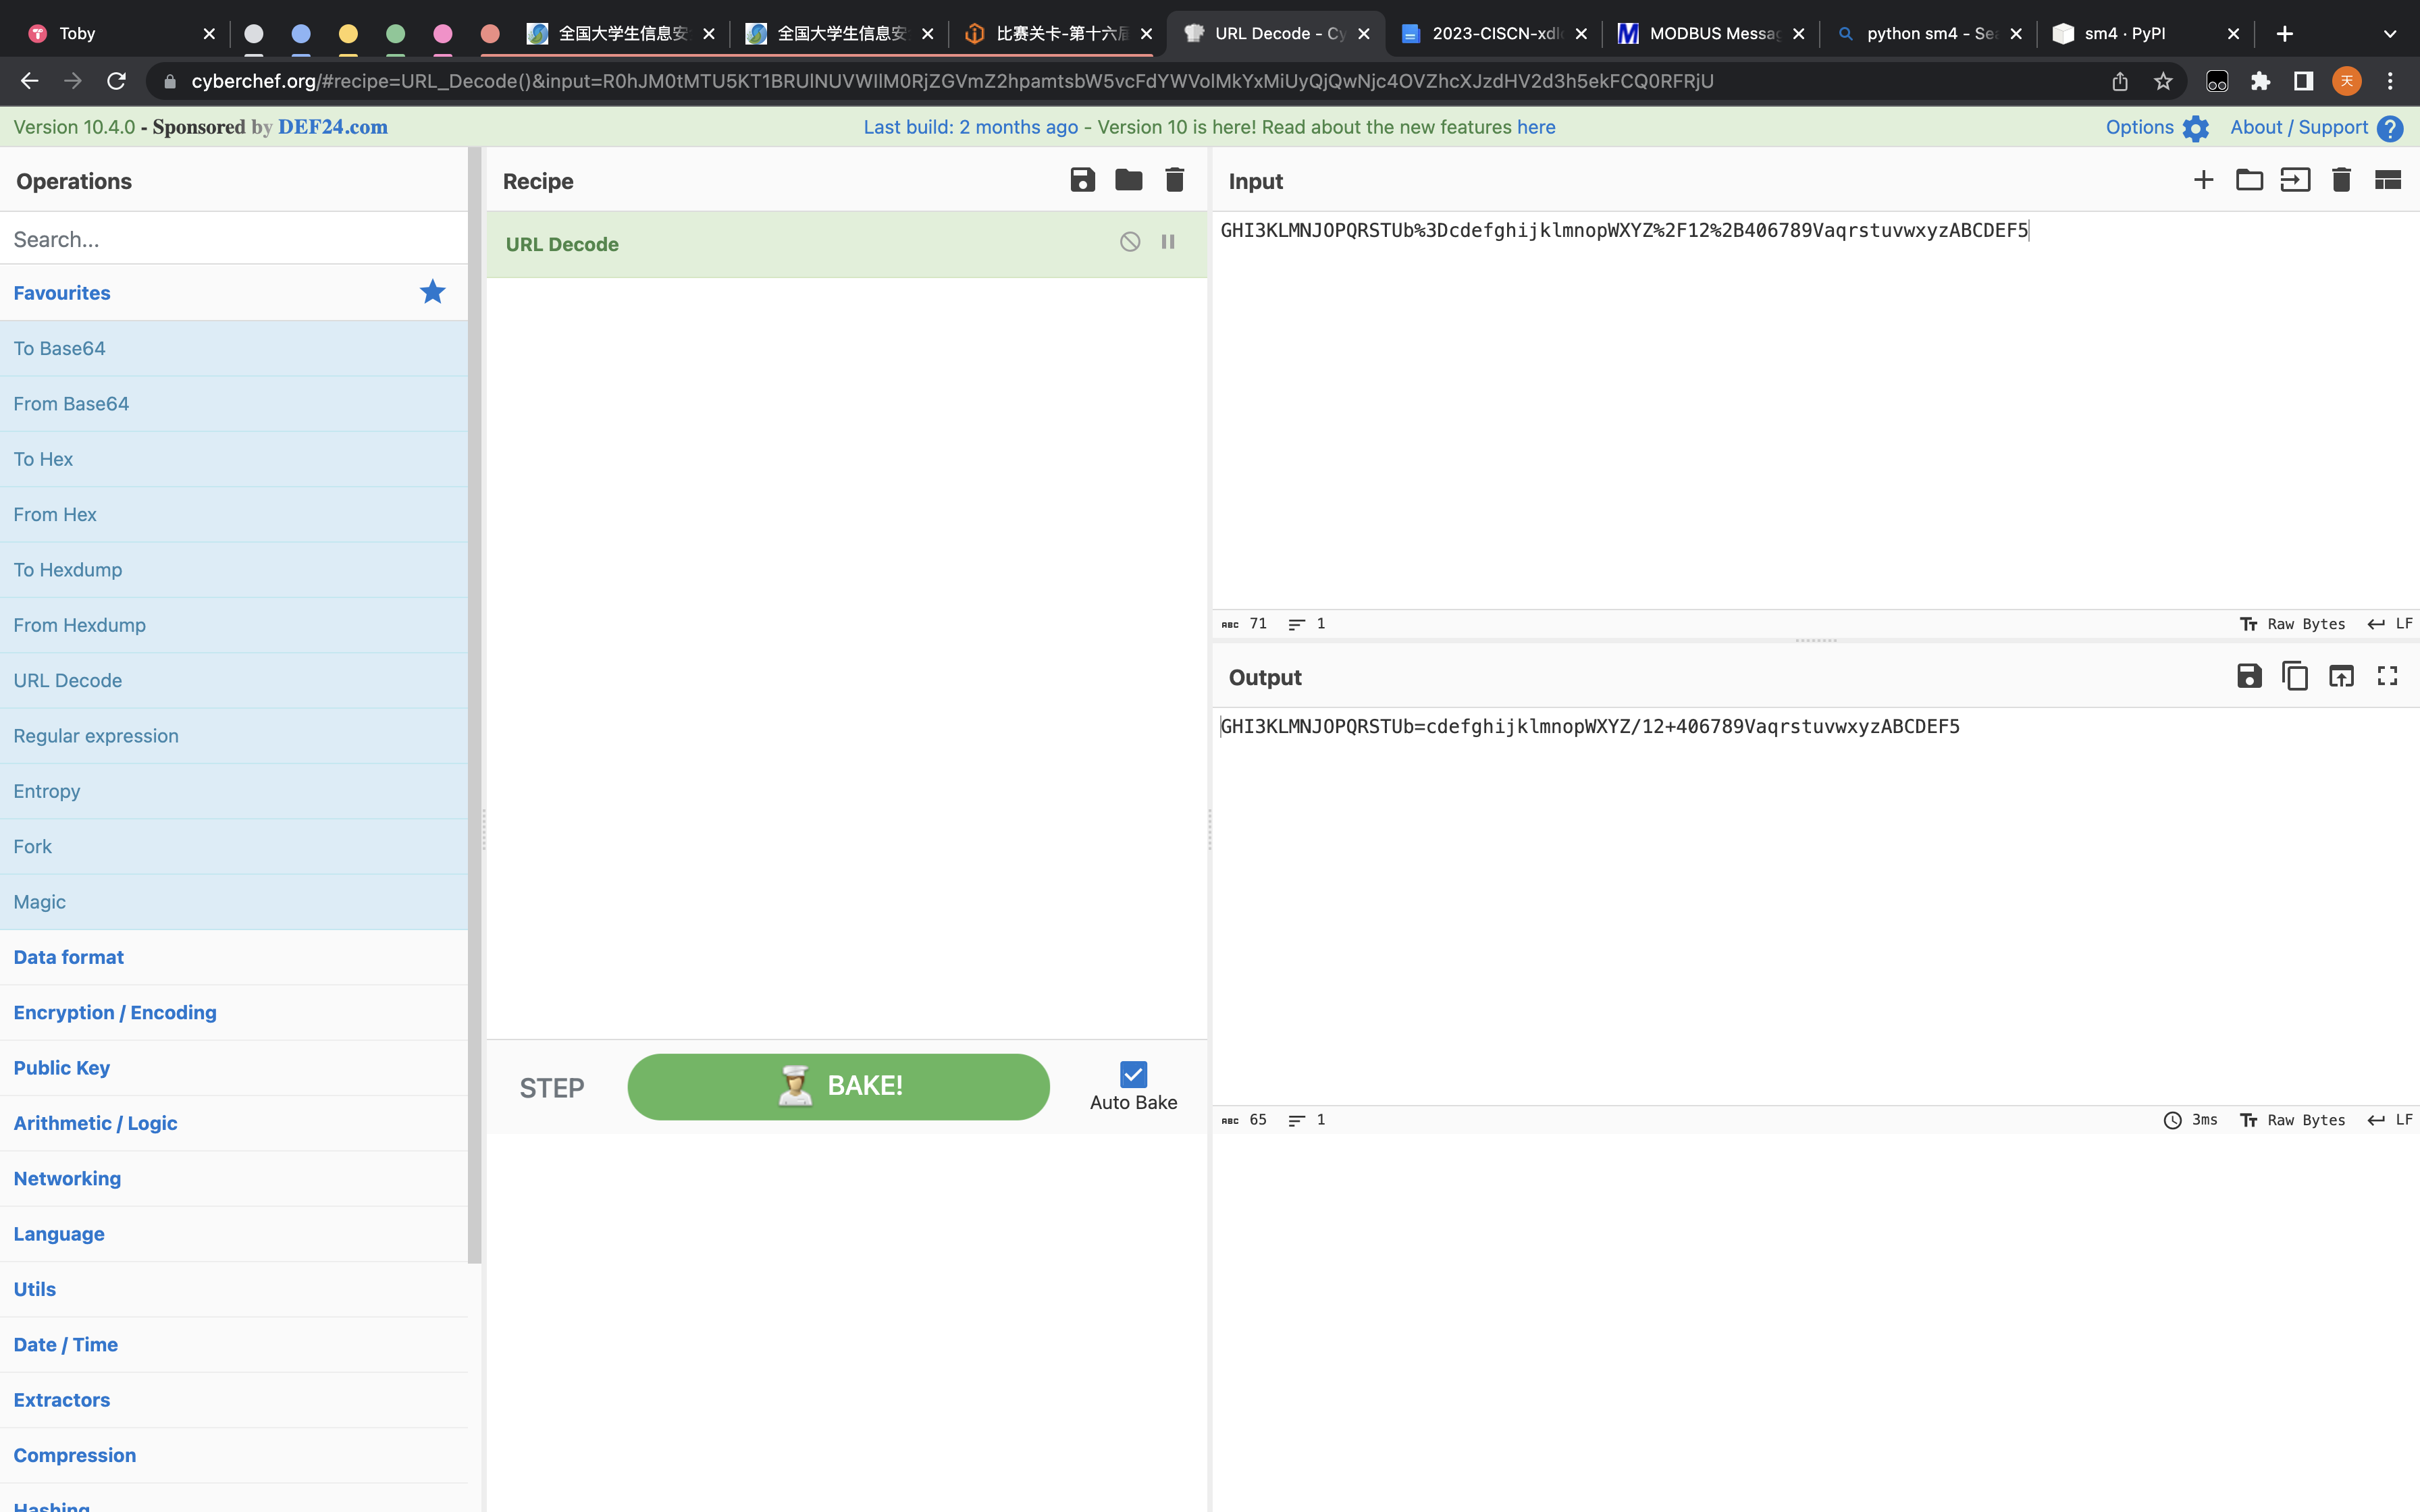 Toby
全国大学生信息安
全国大学生信息安
比赛关卡-第十六届
URL Decode - Cy
2023-CISCN-xdl
MODBUS Messag
python sm4 - Sea
sm4 · PyPI
cyberchef.org/#recipe=URL_Decode()&input=R0hJM0tMTU5KT1BRUlNUVWIlM0RjZGVmZ2hpamtsbW5vcFdYWVolMkYxMiUyQjQwNjc4OVZhcXJzdHV2d3h5ekFCQ0RFRjU
天
Version 10.4.0 - Sponsored by DEF24.com
Last build: 2 months ago - Version 10 is here! Read about the new features here
Options
About / Support
Operations
Search...
Favourites
To Base64
From Base64
To Hex
From Hex
To Hexdump
From Hexdump
URL Decode
Regular expression
Entropy
Fork
Magic
Data format
Encryption / Encoding
Public Key
Arithmetic / Logic
Networking
Language
Utils
Date / Time
Extractors
Compression
Hashing
Recipe
URL Decode
STEP
BAKE!
Auto Bake
Input
GHI3KLMNJOPQRSTUb%3DcdefghijklmnopWXYZ%2F12%2B406789VaqrstuvwxyzABCDEF5
ABC 71 1
Raw Bytes LF
Output
GHI3KLMNJOPQRSTUb=cdefghijklmnopWXYZ/12+406789VaqrstuvwxyzABCDEF5
ABC 65 1
3ms Raw Bytes LF